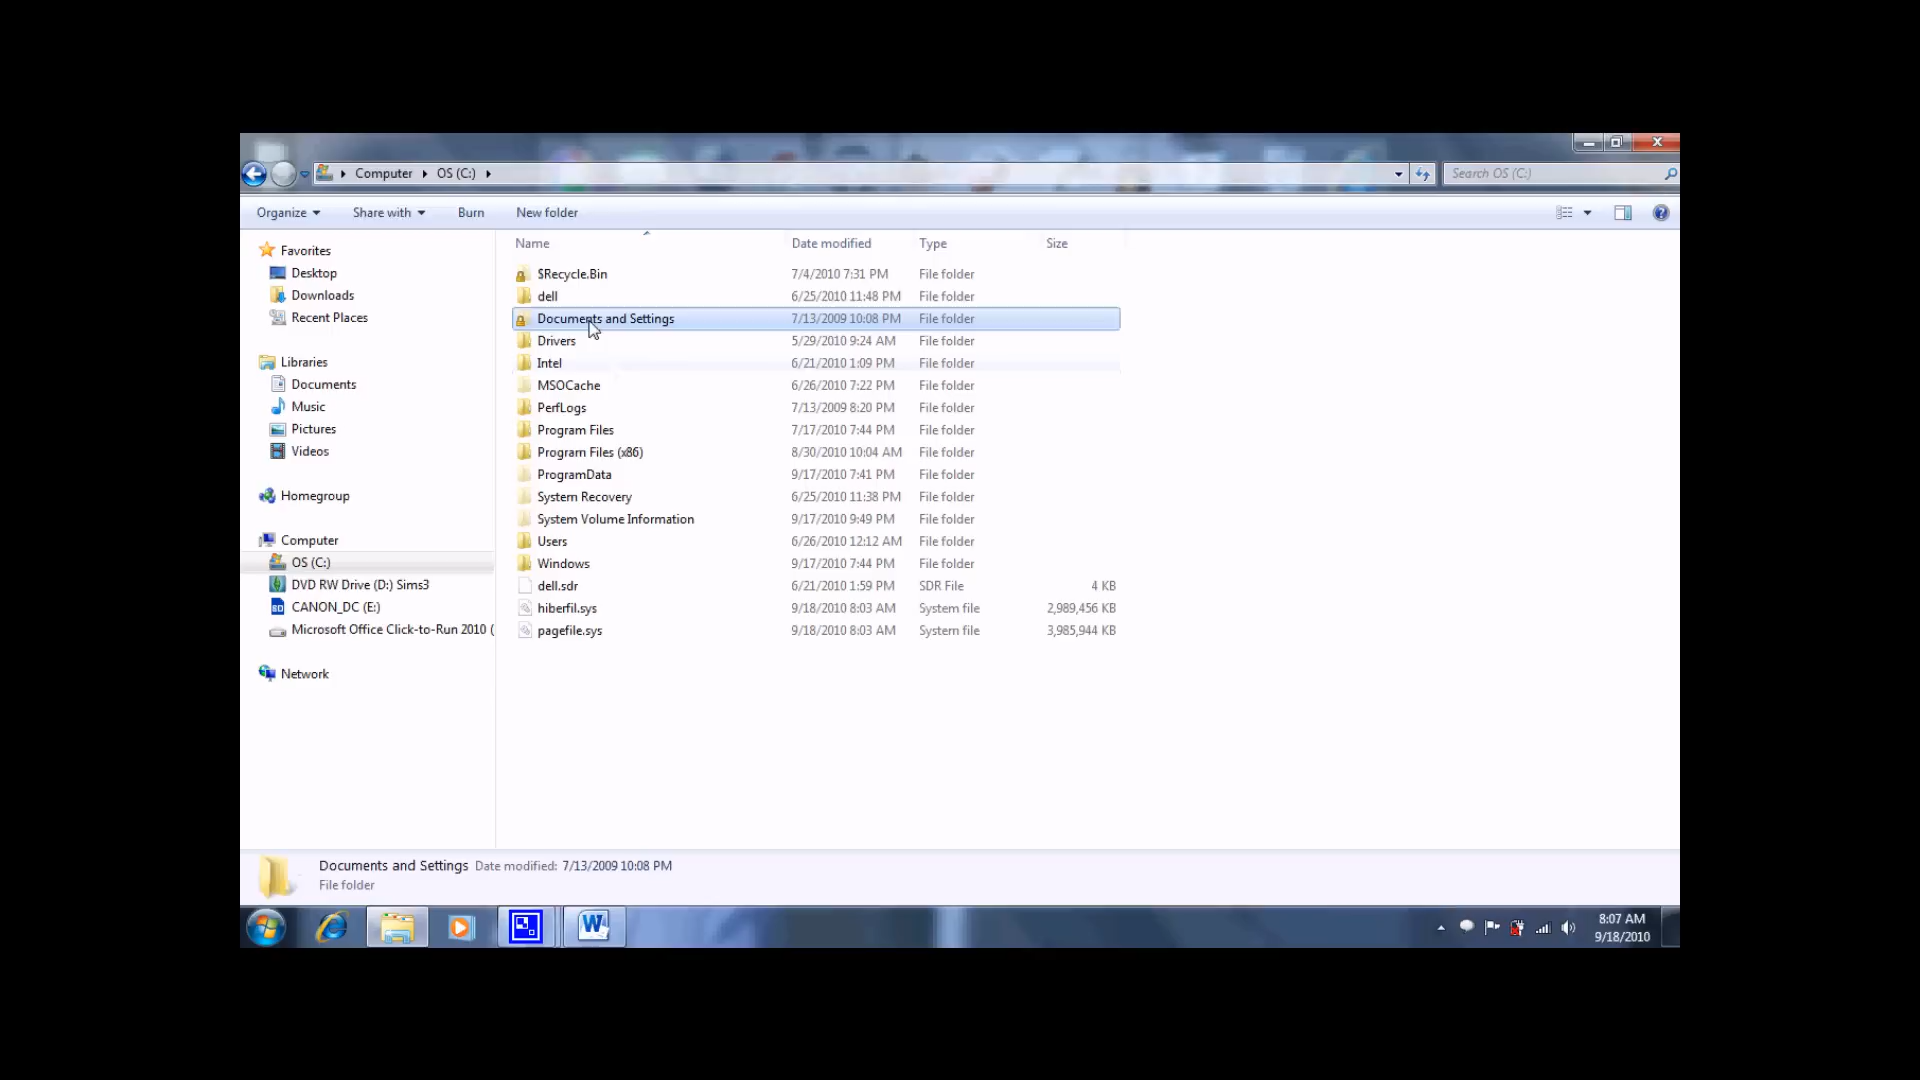 Computer OS (C:)
Search OS (C:)
Organize Share with Burn New folder
Name Date modified Type Size
Favorites
Desktop
Downloads
Recent Places
Libraries
Documents
Music
Pictures
Videos
Homegroup
Computer
OS (C:)
DVD RW Drive (D:) Sims3
CANON_DC (E:)
Microsoft Office Click-to-Run 2010 (
Network
$Recycle.Bin 7/4/2010 7:31 PM File folder
dell 6/25/2010 11:48 PM File folder
Documents and Settings 7/13/2009 10:08 PM File folder
Drivers 5/29/2010 9:24 AM File folder
Intel 6/21/2010 1:09 PM File folder
MSOCache 6/26/2010 7:22 PM File folder
PerfLogs 7/13/2009 8:20 PM File folder
Program Files 7/17/2010 7:44 PM File folder
Program Files (x86) 8/30/2010 10:04 AM File folder
ProgramData 9/17/2010 7:41 PM File folder
System Recovery 6/25/2010 11:38 PM File folder
System Volume Information 9/17/2010 9:49 PM File folder
Users 6/26/2010 12:12 AM File folder
Windows 9/17/2010 7:44 PM File folder
dell.sdr 6/21/2010 1:59 PM SDR File 4 KB
hiberfil.sys 9/18/2010 8:03 AM System file 2,989,456 KB
pagefile.sys 9/18/2010 8:03 AM System file 3,985,944 KB
Documents and Settings Date modified: 7/13/2009 10:08 PM
File folder
8:07 AM
9/18/2010